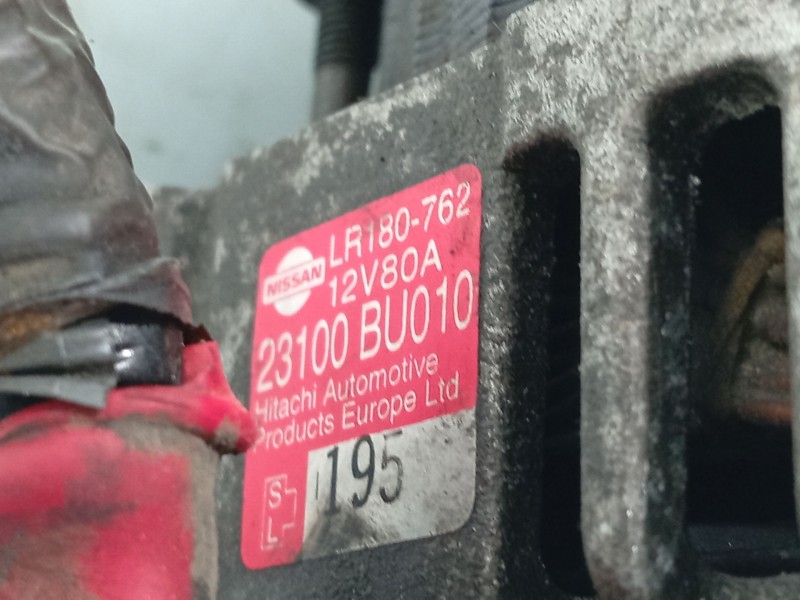 LR180-762
NISSAN
12V80A
23100 BU010
Hitachi Automotive
Products Europe Ltd
S
L
195